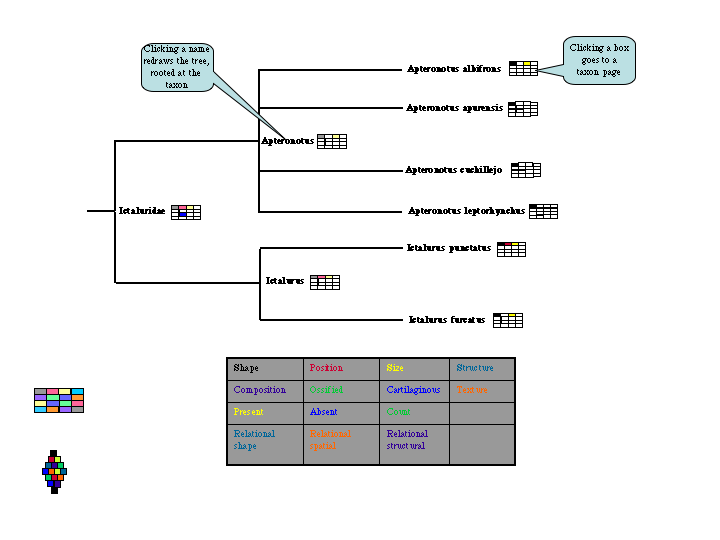 Clicking a name
redraws the tree,
rooted at the
taxon
Clicking a box
goes to a
taxon page
Apteronotus albifrons
Apteronotus apurensis
Apteronotus
Apteronotus cuchillejo
Ictaluridae
Apteronotus leptorhynchus
Ictalurus punctatus
Ictalurus
Ictalurus furcatus
Shape Position Size Structure
Composition Ossified Cartilaginous Texture
Present Absent Count
Relational shape Relational spatial Relational structural